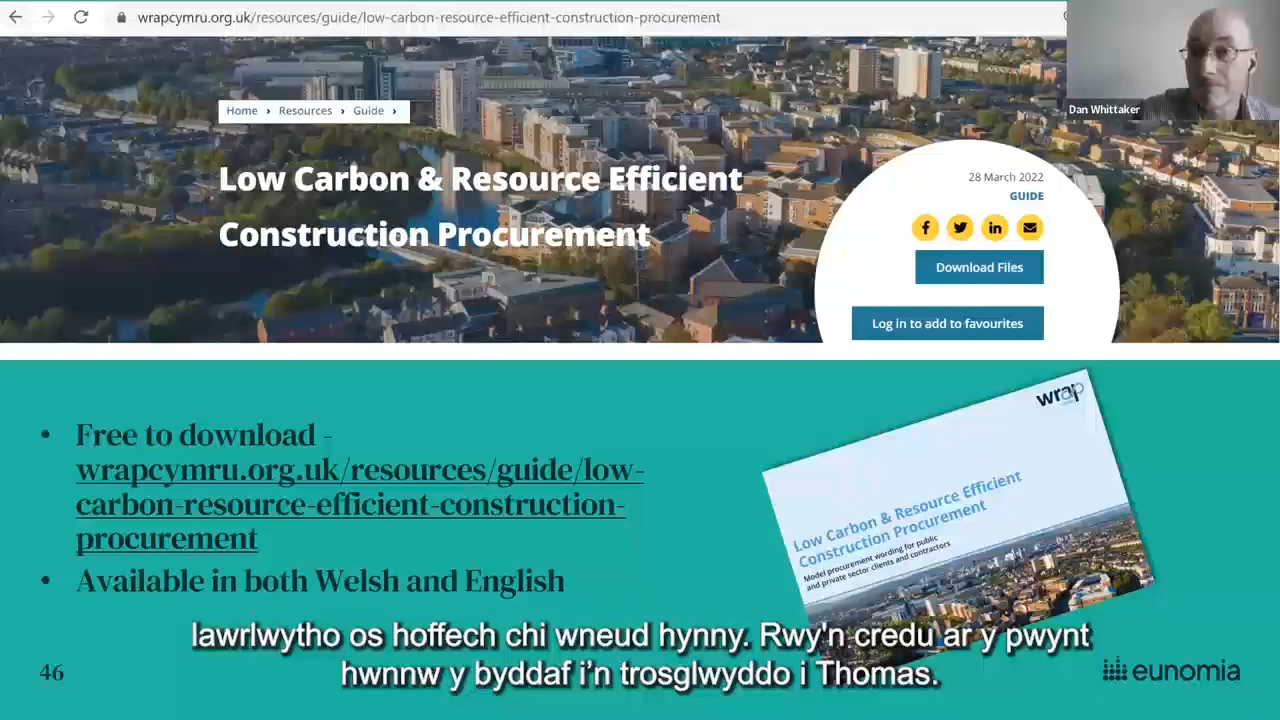 wrapcymru.org.uk/resources/guide/low-carbon-resource-efficient-construction-procurement
Dan Whittaker
Home › Resources › Guide ›
Low Carbon & Resource Efficient
Construction Procurement
28 March 2022
GUIDE
Download Files
Log in to add to favourites
• Free to download -
wrapcymru.org.uk/resources/guide/low-
carbon-resource-efficient-construction-
procurement
• Available in both Welsh and English
wrap
Low Carbon & Resource Efficient
Construction Procurement
Model procurement wording for public
and private sector clients and contractors
lawrlwytho os hoffech chi wneud hynny. Rwy'n credu ar y pwynt
hwnnw y byddaf i'n trosglwyddo i Thomas.
46
eunomia